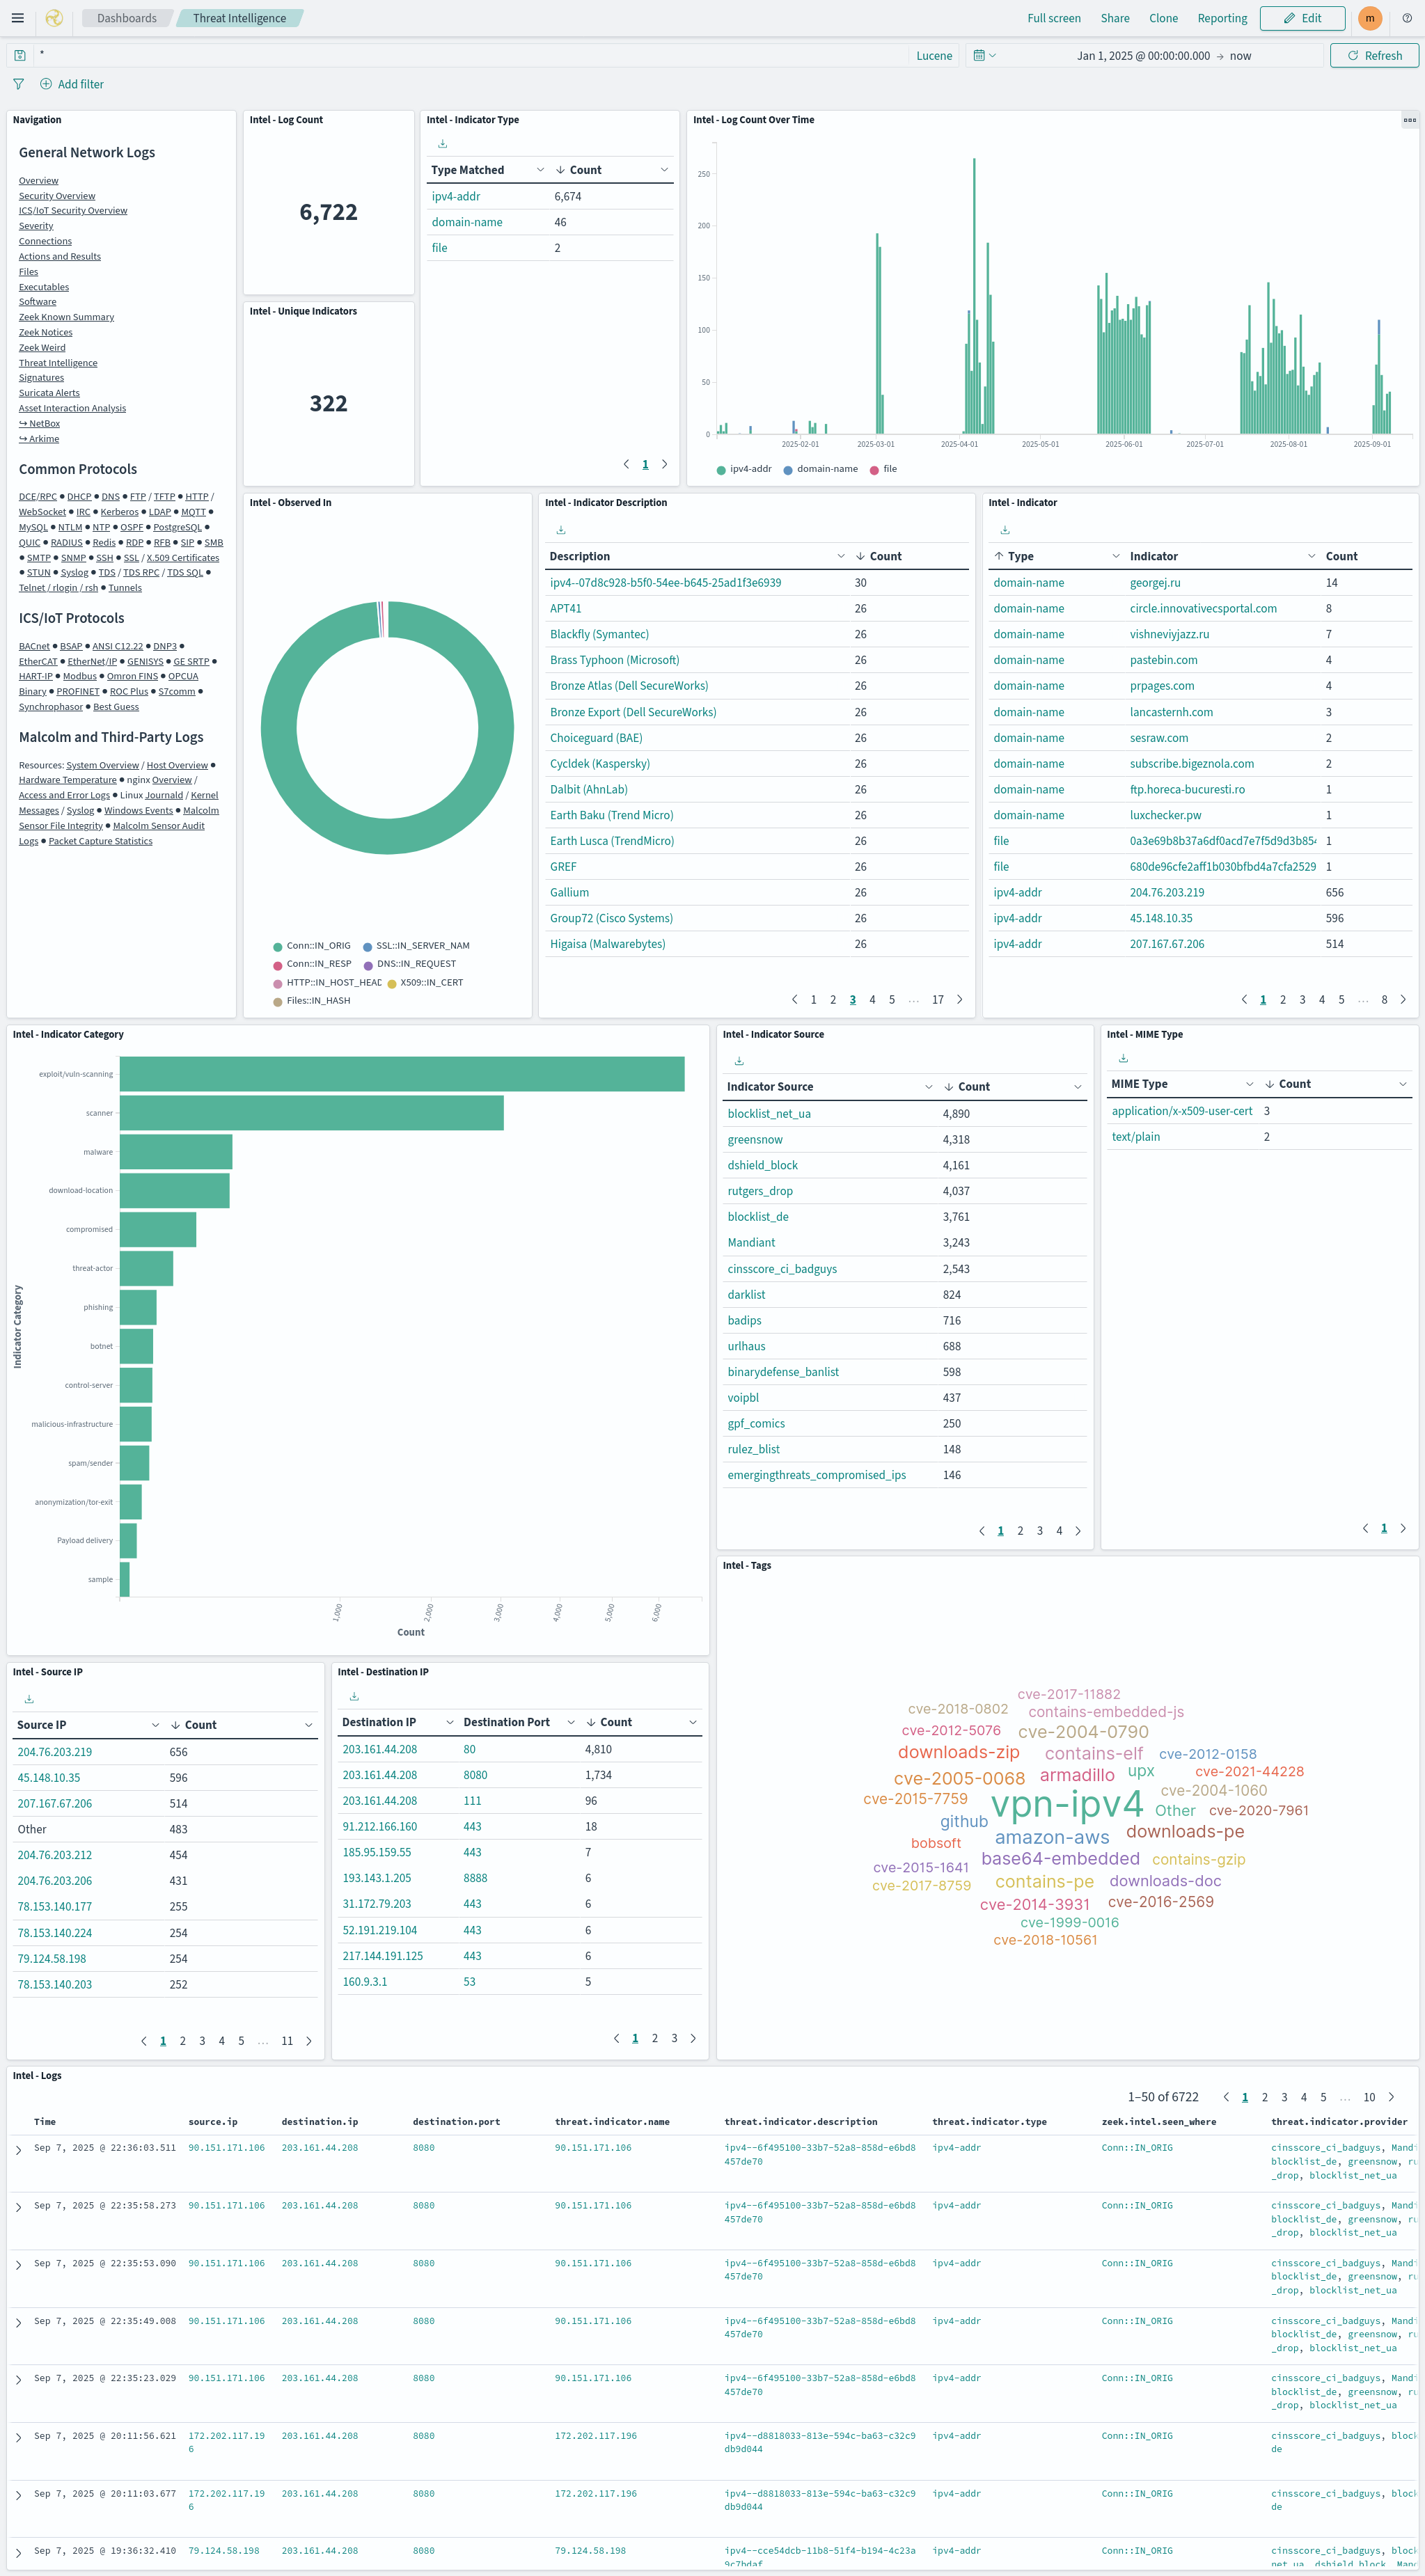 Dashboards Threat Intelligence Full screen Share Clone Reporting Edit m
* Lucene Jan 1, 2025 @ 00:00:00.000 → now Refresh
Add filter
Navigation
General Network Logs
Overview
Security Overview
ICS/IoT Security Overview
Severity
Connections
Actions and Results
Files
Executables
Software
Zeek Known Summary
Zeek Notices
Zeek Weird
Threat Intelligence
Signatures
Suricata Alerts
Asset Interaction Analysis
↪ NetBox
↪ Arkime
Common Protocols
DCE/RPC ● DHCP ● DNS ● FTP / TFTP ● HTTP /
WebSocket ● IRC ● Kerberos ● LDAP ● MQTT ●
MySQL ● NTLM ● NTP ● OSPF ● PostgreSQL ●
QUIC ● RADIUS ● Redis ● RDP ● RFB ● SIP ● SMB
● SMTP ● SNMP ● SSH ● SSL / X.509 Certificates
● STUN ● Syslog ● TDS / TDS RPC / TDS SQL ●
Telnet / rlogin / rsh ● Tunnels
ICS/IoT Protocols
BACnet ● BSAP ● ANSI C12.22 ● DNP3 ●
EtherCAT ● EtherNet/IP ● GENISYS ● GE SRTP ●
HART-IP ● Modbus ● Omron FINS ● OPCUA
Binary ● PROFINET ● ROC Plus ● S7comm ●
Synchrophasor ● Best Guess
Malcolm and Third-Party Logs
Resources: System Overview / Host Overview ●
Hardware Temperature ● nginx Overview /
Access and Error Logs ● Linux Journald / Kernel
Messages / Syslog ● Windows Events ● Malcolm
Sensor File Integrity ● Malcolm Sensor Audit
Logs ● Packet Capture Statistics
Intel - Log Count
6,722
Intel - Unique Indicators
322
Intel - Indicator Type
Type Matched Count
ipv4-addr 6,674
domain-name 46
file 2
1
Intel - Log Count Over Time
250
200
150
100
50
0
2025-02-01 2025-03-01 2025-04-01 2025-05-01 2025-06-01 2025-07-01 2025-08-01 2025-09-01
ipv4-addr domain-name file
Intel - Observed In
Conn::IN_ORIG SSL::IN_SERVER_NAM
Conn::IN_RESP DNS::IN_REQUEST
HTTP::IN_HOST_HEAD X509::IN_CERT
Files::IN_HASH
Intel - Indicator Description
Description Count
ipv4--07d8c928-b5f0-54ee-b645-25ad1f3e6939 30
APT41 26
Blackfly (Symantec) 26
Brass Typhoon (Microsoft) 26
Bronze Atlas (Dell SecureWorks) 26
Bronze Export (Dell SecureWorks) 26
Choiceguard (BAE) 26
Cycldek (Kaspersky) 26
Dalbit (AhnLab) 26
Earth Baku (Trend Micro) 26
Earth Lusca (TrendMicro) 26
GREF 26
Gallium 26
Group72 (Cisco Systems) 26
Higaisa (Malwarebytes) 26
1 2 3 4 5 … 17
Intel - Indicator
Type Indicator Count
domain-name georgej.ru 14
domain-name circle.innovativecsportal.com 8
domain-name vishneviyjazz.ru 7
domain-name pastebin.com 4
domain-name prpages.com 4
domain-name lancasternh.com 3
domain-name sesraw.com 2
domain-name subscribe.bigeznola.com 2
domain-name ftp.horeca-bucuresti.ro 1
domain-name luxchecker.pw 1
file 0a3e69b8b37a6df0acd7e7f5d9d3b85 1
file 680de96cfe2aff1b030bfbd4a7cfa2529 1
ipv4-addr 204.76.203.219 656
ipv4-addr 45.148.10.35 596
ipv4-addr 207.167.67.206 514
1 2 3 4 5 … 8
Intel - Indicator Category
Indicator Category
exploit/vuln-scanning
scanner
malware
download-location
compromised
threat-actor
phishing
botnet
control-server
malicious-infrastructure
spam/sender
anonymization/tor-exit
Payload delivery
sample
1,000 2,000 3,000 4,000 5,000 6,000
Count
Intel - Indicator Source
Indicator Source Count
blocklist_net_ua 4,890
greensnow 4,318
dshield_block 4,161
rutgers_drop 4,037
blocklist_de 3,761
Mandiant 3,243
cinsscore_ci_badguys 2,543
darklist 824
badips 716
urlhaus 688
binarydefense_banlist 598
voipbl 437
gpf_comics 250
rulez_blist 148
emergingthreats_compromised_ips 146
1 2 3 4
Intel - MIME Type
MIME Type Count
application/x-x509-user-cert 3
text/plain 2
1
Intel - Tags
cve-2017-11882
cve-2018-0802 contains-embedded-js
cve-2012-5076 cve-2004-0790
downloads-zip contains-elf cve-2012-0158
cve-2005-0068 armadillo upx cve-2021-44228
cve-2015-7759 vpn-ipv4 cve-2004-1060
github Other cve-2020-7961
bobsoft amazon-aws downloads-pe
cve-2015-1641 base64-embedded contains-gzip
cve-2017-8759 contains-pe downloads-doc
cve-2014-3931 cve-2016-2569
cve-1999-0016
cve-2018-10561
Intel - Source IP
Source IP Count
204.76.203.219 656
45.148.10.35 596
207.167.67.206 514
Other 483
204.76.203.212 454
204.76.203.206 431
78.153.140.177 255
78.153.140.224 254
79.124.58.198 254
78.153.140.203 252
1 2 3 4 5 … 11
Intel - Destination IP
Destination IP Destination Port Count
203.161.44.208 80 4,810
203.161.44.208 8080 1,734
203.161.44.208 111 96
91.212.166.160 443 18
185.95.159.55 443 7
193.143.1.205 8888 6
31.172.79.203 443 6
52.191.219.104 443 6
217.144.191.125 443 6
160.9.3.1 53 5
1 2 3
Intel - Logs
1–50 of 6722 1 2 3 4 5 … 10
Time source.ip destination.ip destination.port threat.indicator.name threat.indicator.description threat.indicator.type zeek.intel.seen_where threat.indicator.provider
Sep 7, 2025 @ 22:36:03.511 90.151.171.106 203.161.44.208 8080 90.151.171.106 ipv4--6f495100-33b7-52a8-858d-e6bd8 ipv4-addr Conn::IN_ORIG cinsscore_ci_badguys, Mand
457de70 blocklist_de, greensnow, ru
_drop, blocklist_net_ua
Sep 7, 2025 @ 22:35:58.273 90.151.171.106 203.161.44.208 8080 90.151.171.106 ipv4--6f495100-33b7-52a8-858d-e6bd8 ipv4-addr Conn::IN_ORIG cinsscore_ci_badguys, Mand
457de70 blocklist_de, greensnow, ru
_drop, blocklist_net_ua
Sep 7, 2025 @ 22:35:53.090 90.151.171.106 203.161.44.208 8080 90.151.171.106 ipv4--6f495100-33b7-52a8-858d-e6bd8 ipv4-addr Conn::IN_ORIG cinsscore_ci_badguys, Mand
457de70 blocklist_de, greensnow, ru
_drop, blocklist_net_ua
Sep 7, 2025 @ 22:35:49.008 90.151.171.106 203.161.44.208 8080 90.151.171.106 ipv4--6f495100-33b7-52a8-858d-e6bd8 ipv4-addr Conn::IN_ORIG cinsscore_ci_badguys, Mand
457de70 blocklist_de, greensnow, ru
_drop, blocklist_net_ua
Sep 7, 2025 @ 22:35:23.029 90.151.171.106 203.161.44.208 8080 90.151.171.106 ipv4--6f495100-33b7-52a8-858d-e6bd8 ipv4-addr Conn::IN_ORIG cinsscore_ci_badguys, Mand
457de70 blocklist_de, greensnow, ru
_drop, blocklist_net_ua
Sep 7, 2025 @ 20:11:56.621 172.202.117.19 203.161.44.208 8080 172.202.117.196 ipv4--d8818033-813e-594c-ba63-c32c9 ipv4-addr Conn::IN_ORIG cinsscore_ci_badguys, block
6 db9d044 de
Sep 7, 2025 @ 20:11:03.677 172.202.117.19 203.161.44.208 8080 172.202.117.196 ipv4--d8818033-813e-594c-ba63-c32c9 ipv4-addr Conn::IN_ORIG cinsscore_ci_badguys, block
6 db9d044 de
Sep 7, 2025 @ 19:36:32.410 79.124.58.198 203.161.44.208 8080 79.124.58.198 ipv4--cce54dcb-11b8-51f4-b194-4c23a ipv4-addr Conn::IN_ORIG cinsscore_ci_badguys, block
9c7bdaf net_ua, dshield_block, Man